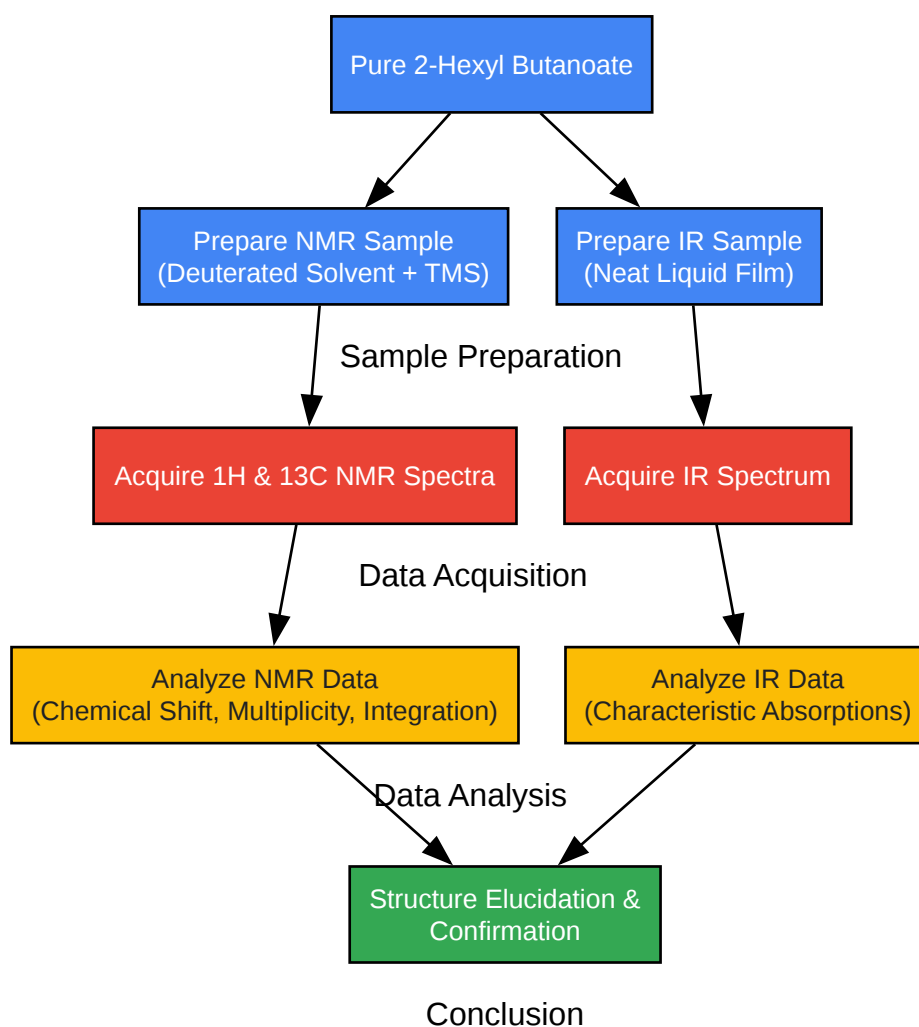 Pure 2-Hexyl Butanoate
Prepare NMR Sample
(Deuterated Solvent + TMS)
Prepare IR Sample
(Neat Liquid Film)
Sample Preparation
Acquire 1H & 13C NMR Spectra
Acquire IR Spectrum
Data Acquisition
Analyze NMR Data
(Chemical Shift, Multiplicity, Integration)
Analyze IR Data
(Characteristic Absorptions)
Data Analysis
Structure Elucidation &
Confirmation
Conclusion